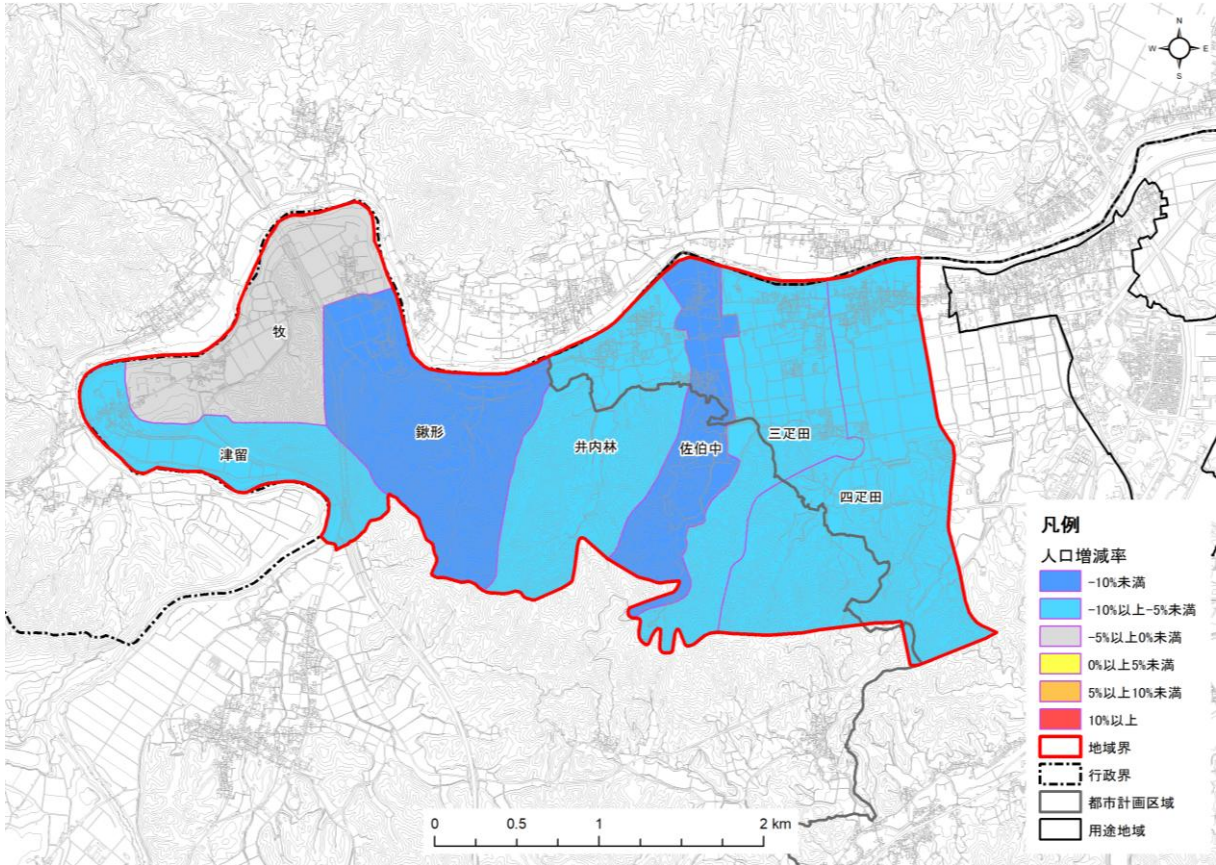 N
W E
S
牧
鍬形
津留
井内林
佐伯中
三疋田
四疋田
凡例
人口増減率
-10%未満
-10%以上-5%未満
-5%以上0%未満
0%以上5%未満
5%以上10%未満
10%以上
地域界
行政界
都市計画区域
用途地域
0 0.5 1 2 km